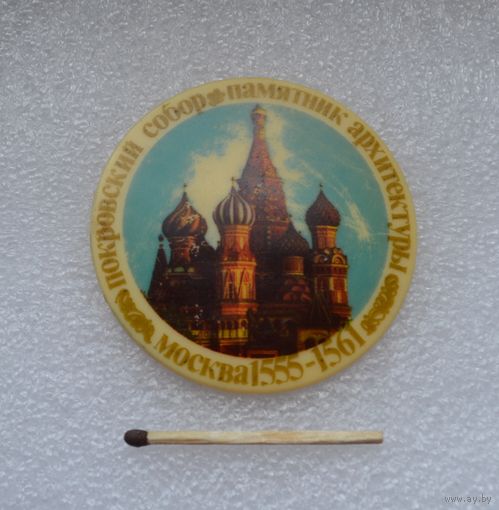 покровский собор памятник архитектуры
москва 1555-1561
www.ay.by